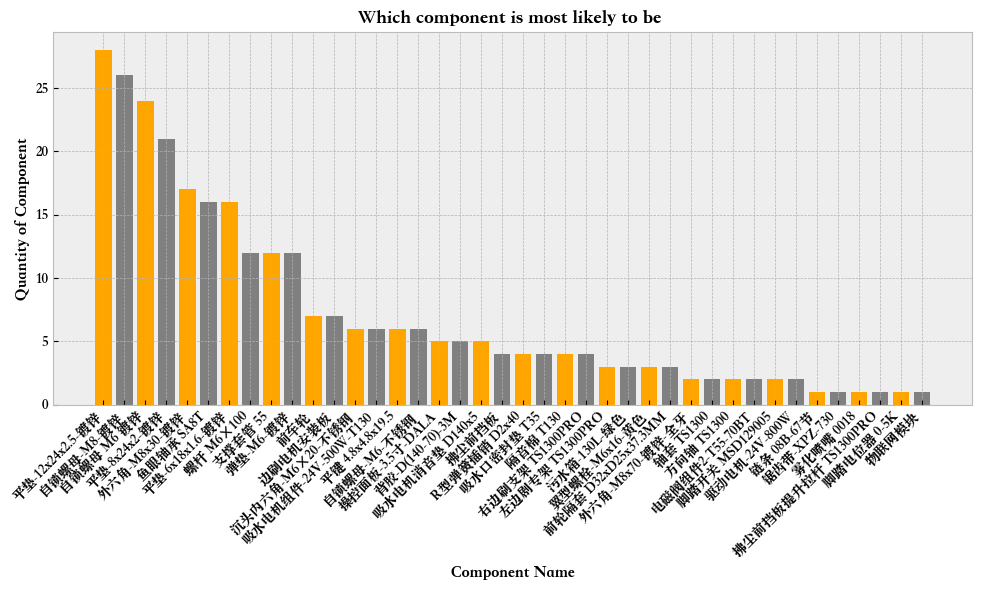 Which component is most likely to be
Quantity of Component
25
20
15
10
5
0
平垫-12x24x2.5-镀锌
自锁螺母-M8-镀锌
自锁螺母 M6 镀锌
平垫-8x24x2-镀锌
外六角-M8x30-镀锌
鱼眼轴承 SA8T
平垫-6x18x1.6-镀锌
螺杆 M6X100
支撑套管 55
弹垫-M6-镀锌
前车轮
边刷电机安装板
沉头内六角-M6X20-不锈钢
吸水电机组件-24V-500W-T130
平键 4.8x4.8x19.5
自锁螺母-M6-不锈钢
操控面板-3.5寸-DALA
背胶-D140-70-3M
吸水电机消音垫 D140x5
拂尘前挡板
R型弹簧插销 D2x40
吸水口密封垫 T35
隔音棉 T130
右边刷支架 TS1300PRO
左边刷支架 TS1300PRO
污水箱 130L-绿色
翼型螺栓-M6x16-黄色
前轮隔套 D32xD25x57.3MM
外六角-M8x70-镀锌-全牙
轴套 TS1300
方向轴 TS1300
电磁阀组件2-T55-70BT
脚踏开关 MSD129005
驱动电机 24V-900W
链条 08B-67节
锯齿带-XPZ-730
雾化喷嘴 0018
拂尘前挡板提升拉杆 TS1300PRO
脚踏电位器 0.5K
物联网模块
Component Name